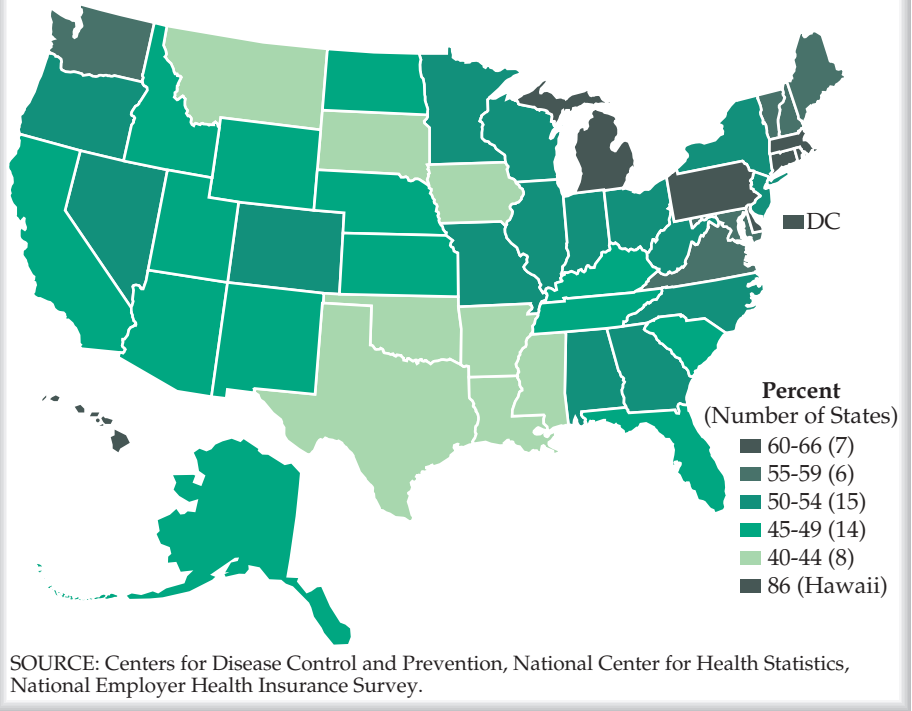 DC
Percent
(Number of States)
60-66 (7)
55-59 (6)
50-54 (15)
45-49 (14)
40-44 (8)
86 (Hawaii)
SOURCE: Centers for Disease Control and Prevention, National Center for Health Statistics,
National Employer Health Insurance Survey.